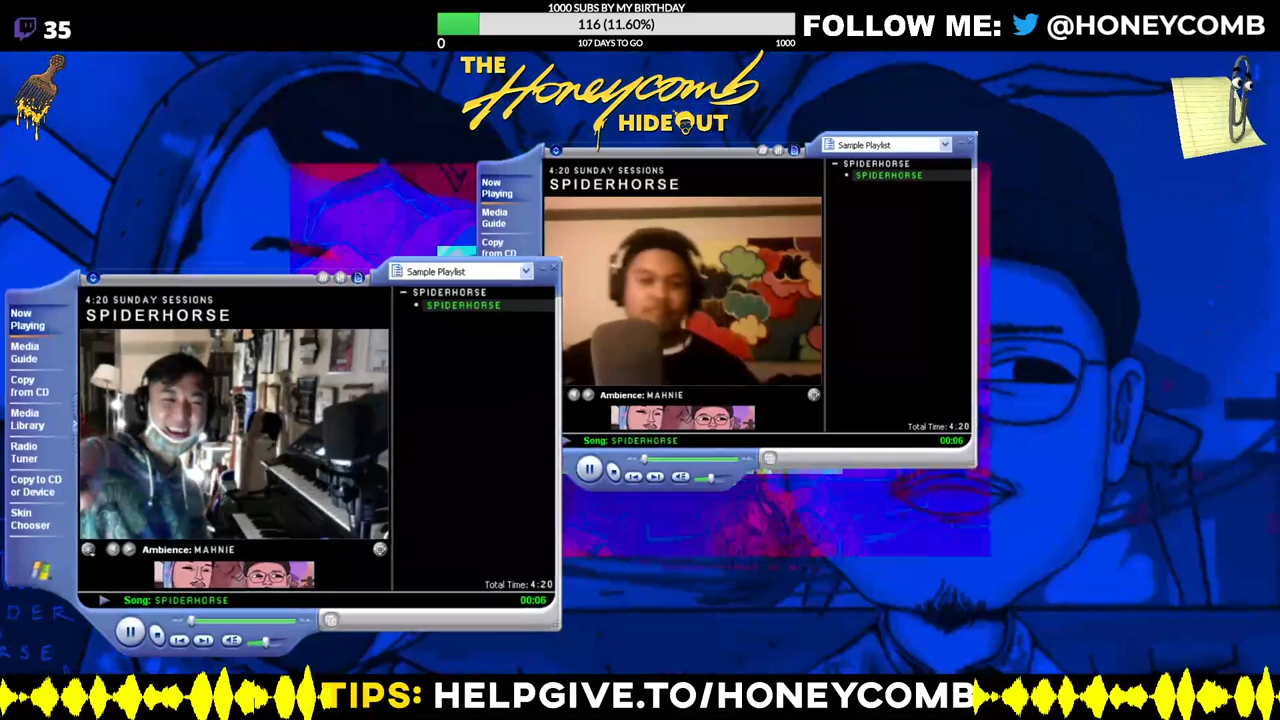 35
1000 SUBS BY MY BIRTHDAY
116 (11.60%)
0
107 DAYS TO GO
1000
FOLLOW ME: @HONEYCOMB
THE
Honeycomb
HIDEOUT
Sample Playlist
4:20 SUNDAY SESSIONS
SPIDERHORSE
SPIDERHORSE
SPIDERHORSE
Now
Playing
Media
Guide
Copy
from CD
Ambience: MAHNIE
Total Time: 4:20
Song: SPIDERHORSE
00:06
Sample Playlist
4:20 SUNDAY SESSIONS
SPIDERHORSE
SPIDERHORSE
SPIDERHORSE
Now
Playing
Media
Guide
Copy
from CD
Media
Library
Radio
Tuner
Copy to CD
or Device
Skin
Chooser
Ambience: MAHNIE
Total Time: 4:20
Song: SPIDERHORSE
00:06
TIPS: HELPGIVE.TO/HONEYCOMB